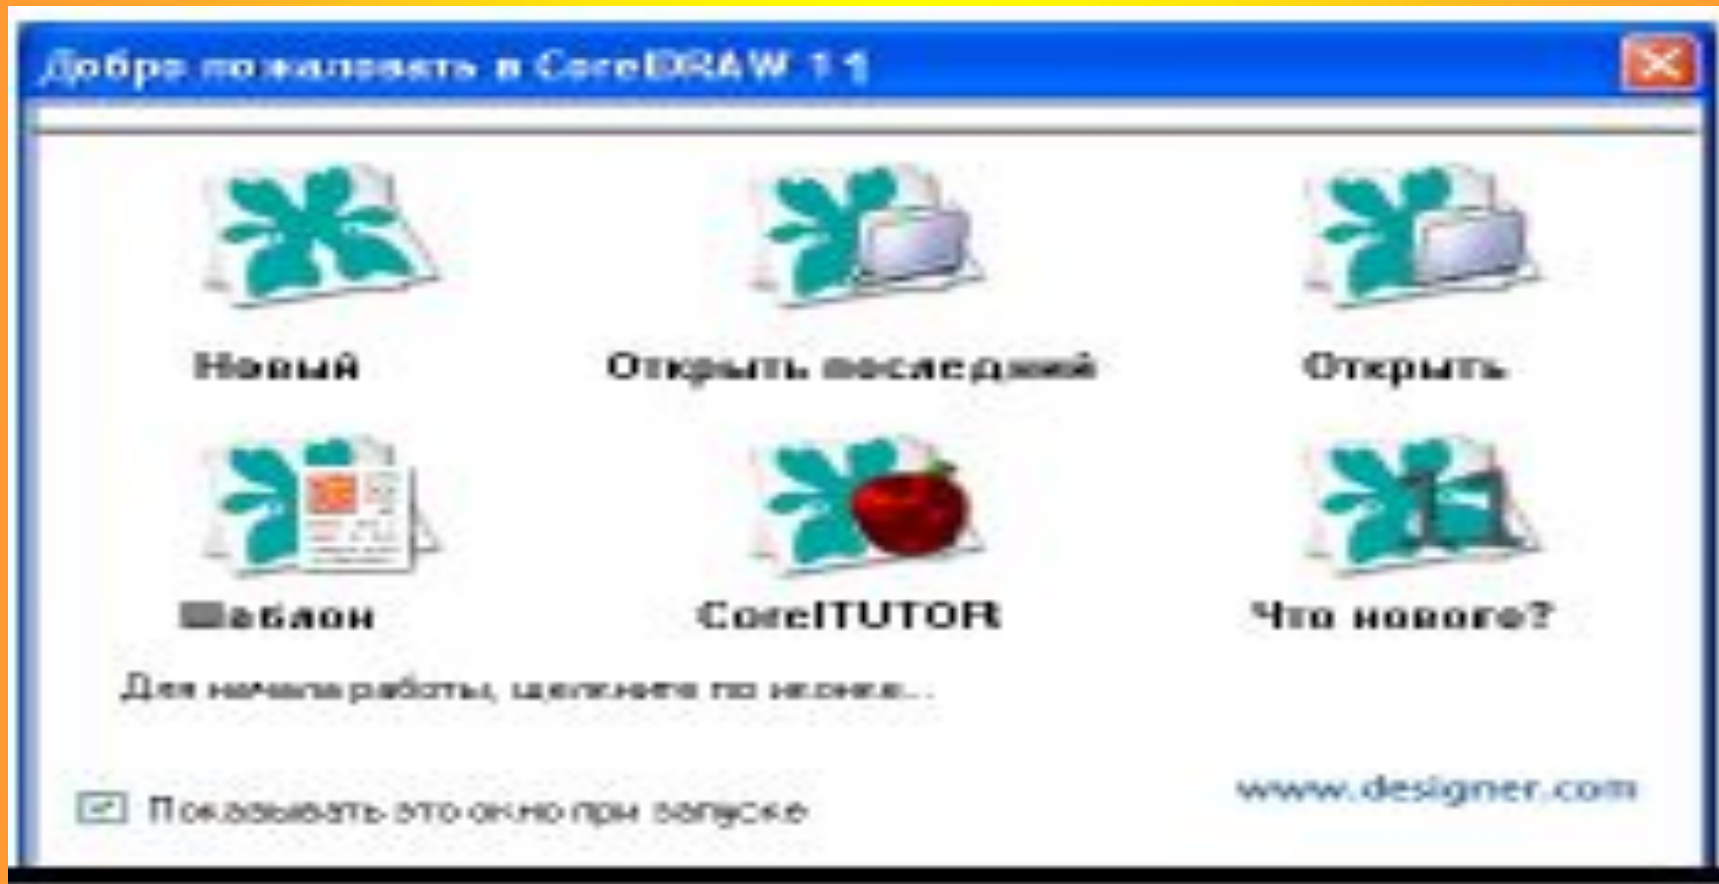 Добро пожаловать в CorelDRAW 11
Новый Открыть последний Открыть
11
Шаблон CorelTUTOR Что нового?
Для начала работы, щелкните по иконке...
www.designer.com
Показывать это окно при запуске